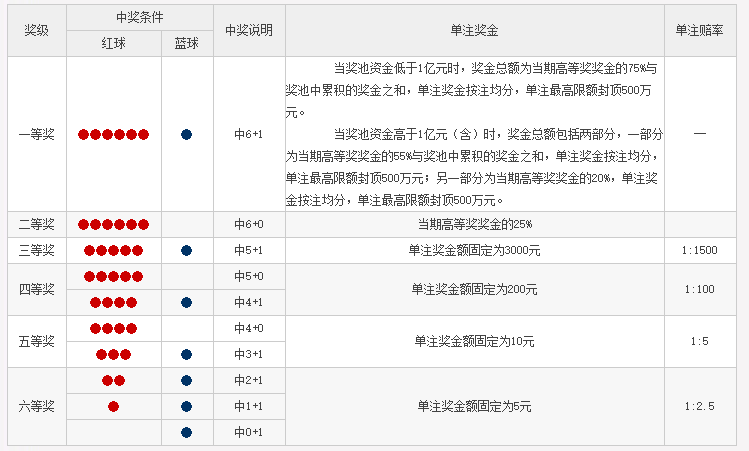 奖级 中奖条件 中奖说明 单注奖金 单注赔率
红球 蓝球
一等奖 中6+1 —
当奖池资金低于1亿元时，奖金总额为当期高等奖奖金的75%与
奖池中累积的奖金之和，单注奖金按注均分，单注最高限额封顶500万
元。
当奖池资金高于1亿元（含）时，奖金总额包括两部分，一部分
为当期高等奖奖金的55%与奖池中累积的奖金之和，单注奖金按注均分，
单注最高限额封顶500万元；另一部分为当期高等奖奖金的20%，单注奖
金按注均分，单注最高限额封顶500万元。
二等奖 中6+0 当期高等奖奖金的25%
三等奖 中5+1 单注奖金额固定为3000元 1:1500
四等奖 中5+0 单注奖金额固定为200元 1:100
中4+1
五等奖 中4+0 单注奖金额固定为10元 1:5
中3+1
六等奖 中2+1 单注奖金额固定为5元 1:2.5
中1+1
中0+1